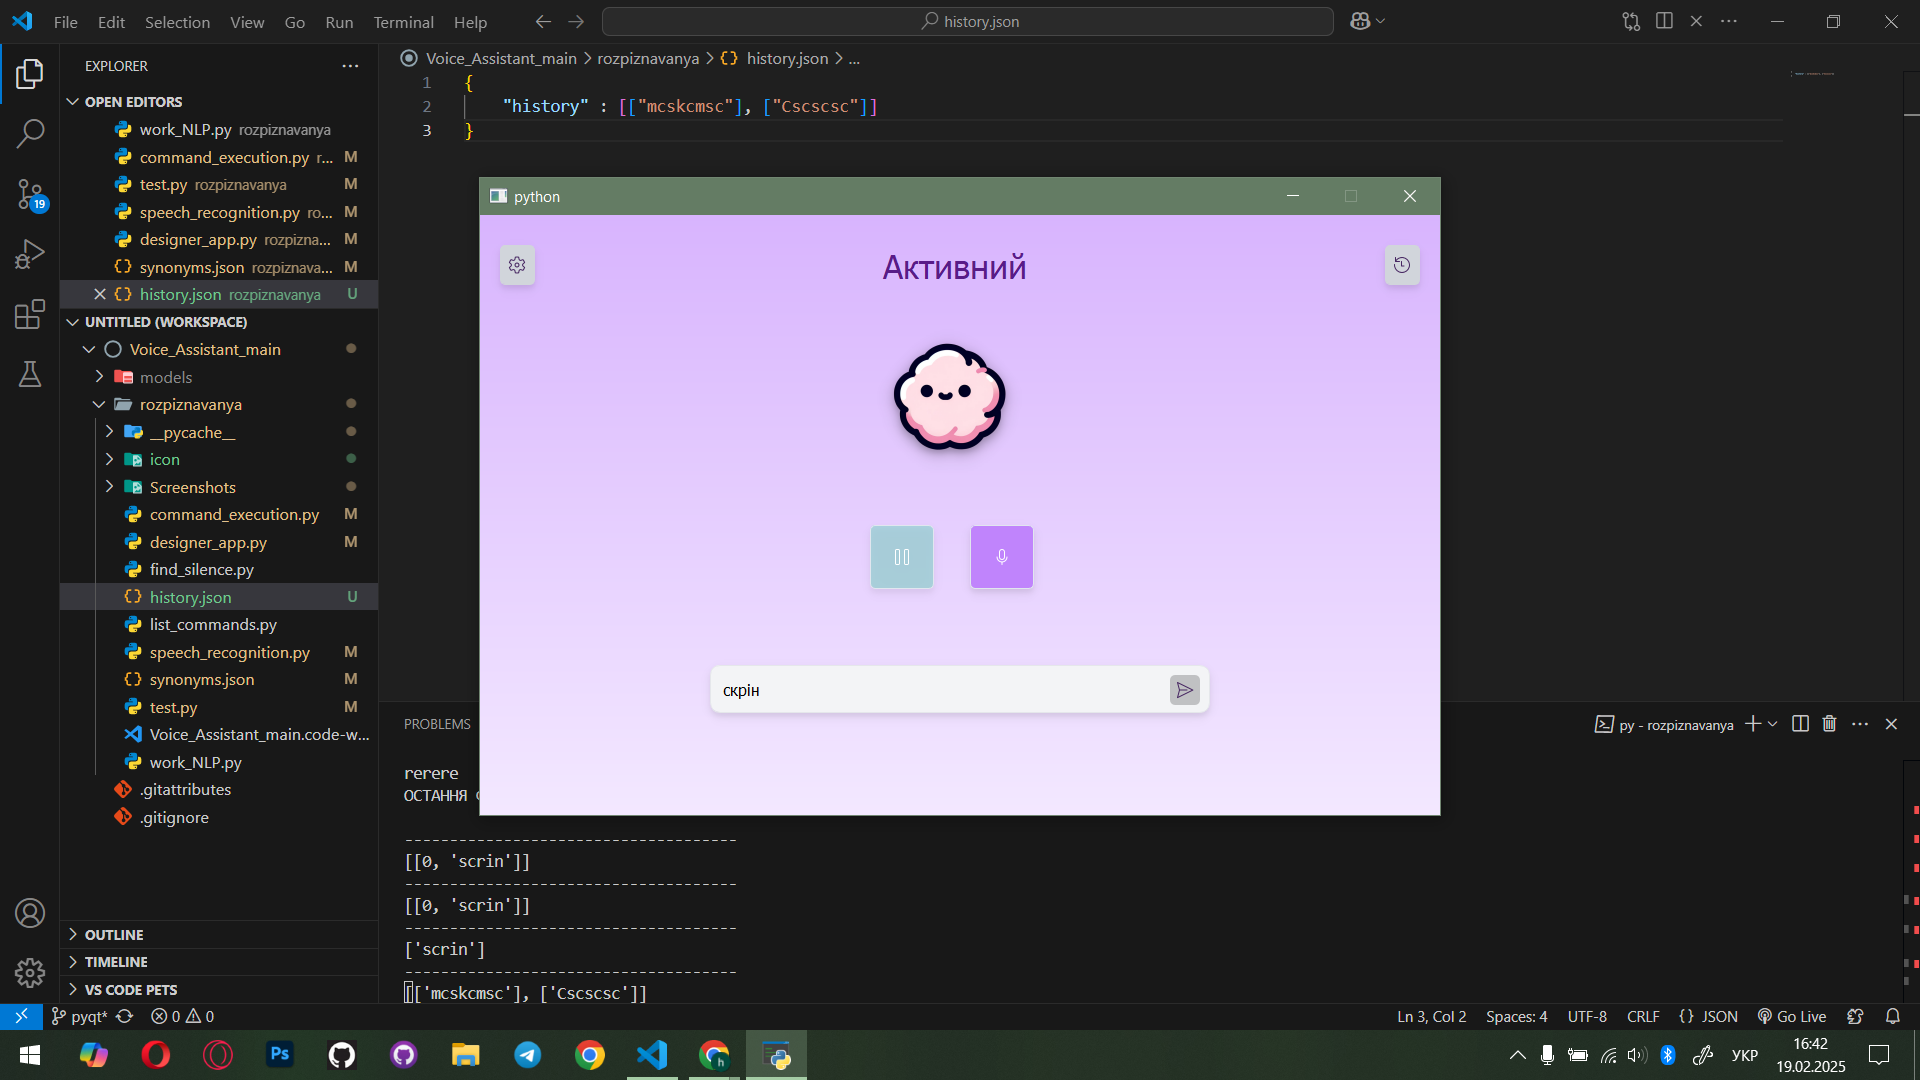 File Edit Selection View Go Run Terminal Help
history.json
EXPLORER
OPEN EDITORS
work_NLP.py rozpiznavanya
command_execution.py r... M
test.py rozpiznavanya M
speech_recognition.py ro... M
designer_app.py rozpizna... M
synonyms.json rozpiznava... M
history.json rozpiznavanya U
UNTITLED (WORKSPACE)
Voice_Assistant_main
models
rozpiznavanya
__pycache__
icon
Screenshots
command_execution.py M
designer_app.py M
find_silence.py
history.json U
list_commands.py
speech_recognition.py M
synonyms.json M
test.py M
Voice_Assistant_main.code-w...
work_NLP.py
.gitattributes
.gitignore
OUTLINE
TIMELINE
VS CODE PETS
19
Voice_Assistant_main > rozpiznavanya > {} history.json > ...
1 {
2 "history" : [["mcskcmsc"], ["Cscscsc"]]
3 }
python
Активний
скрін
PROBLEMS
py - rozpiznavanya
rerere
ОСТАННЯ
-----------------------------------
[[0, 'scrin']]
-----------------------------------
[[0, 'scrin']]
-----------------------------------
['scrin']
-----------------------------------
[['mcskcmsc'], ['Cscscsc']]
pyqt* 0 0
Ln 3, Col 2 Spaces: 4 UTF-8 CRLF {} JSON Go Live
Ps
h
УКР
16:42
19.02.2025